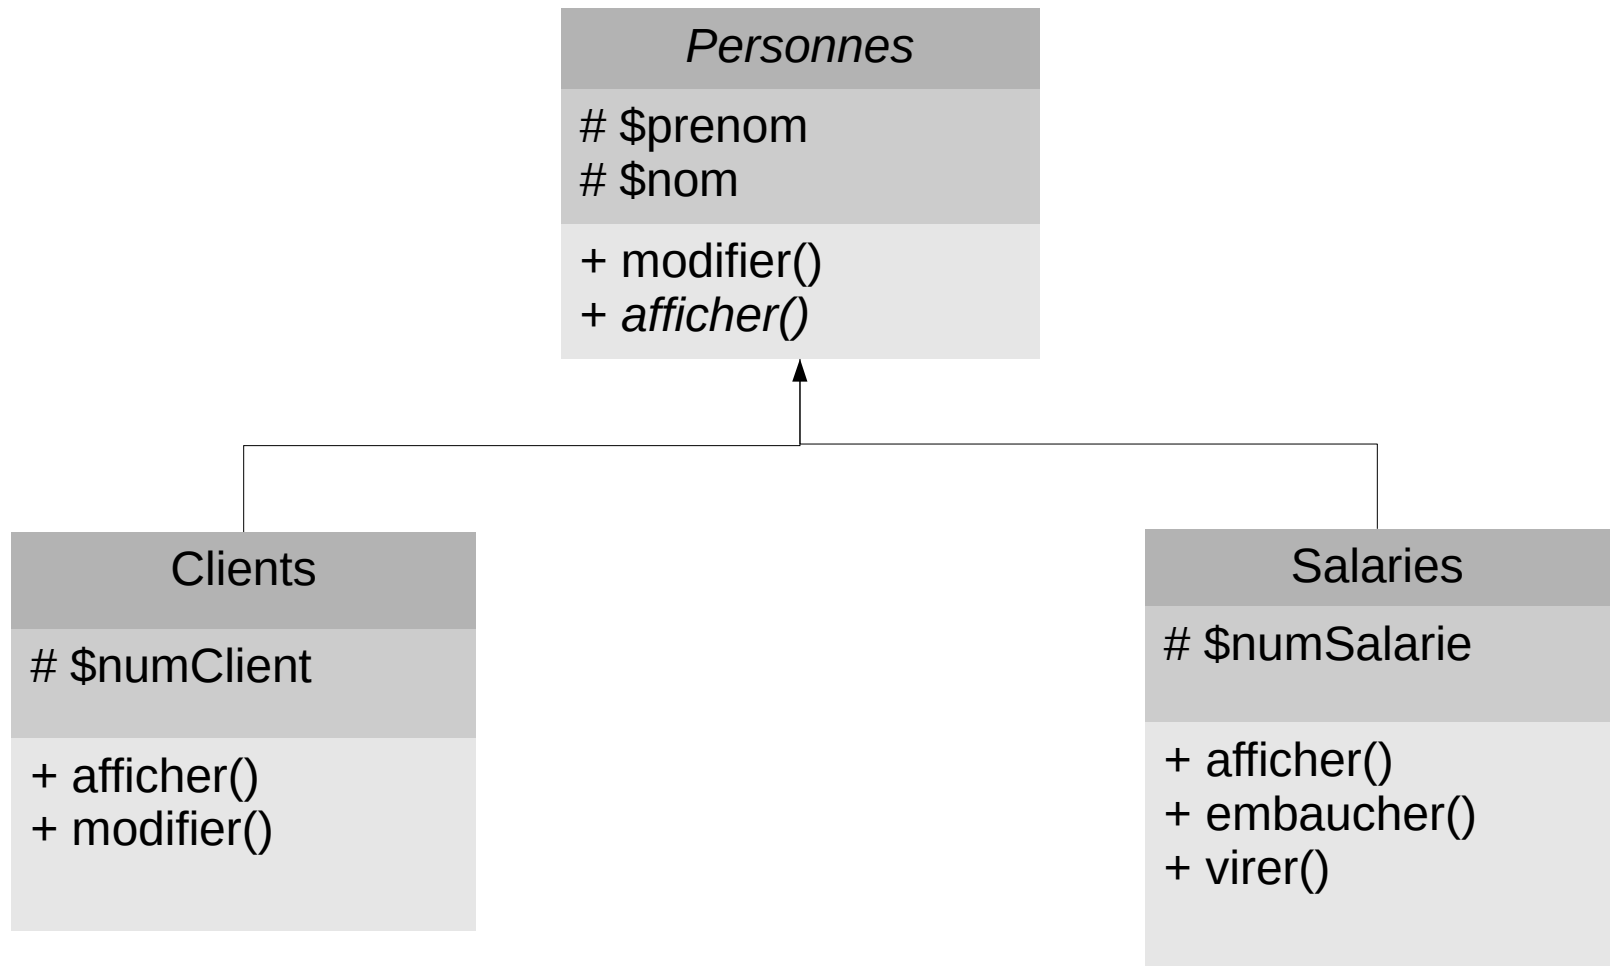 Personnes
# $prenom
# $nom
+ modifier()
+ afficher()
Clients
# $numClient
+ afficher()
+ modifier()
Salaries
# $numSalarie
+ afficher()
+ embaucher()
+ virer()